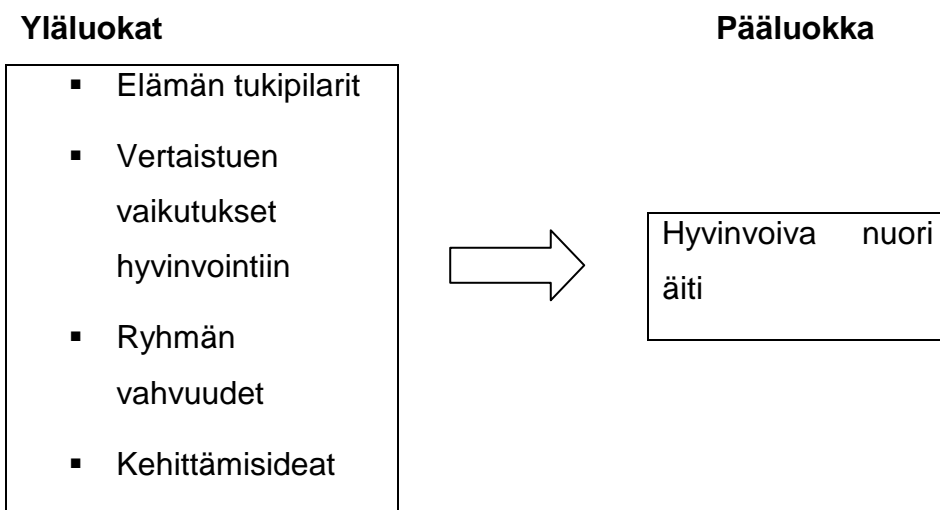 Yläluokat
Pääluokka
▪ Elämän tukipilarit
▪ Vertaistuen
vaikutukset
hyvinvointiin
▪ Ryhmän
vahvuudet
▪ Kehittämisideat
Hyvinvoiva nuori
äiti